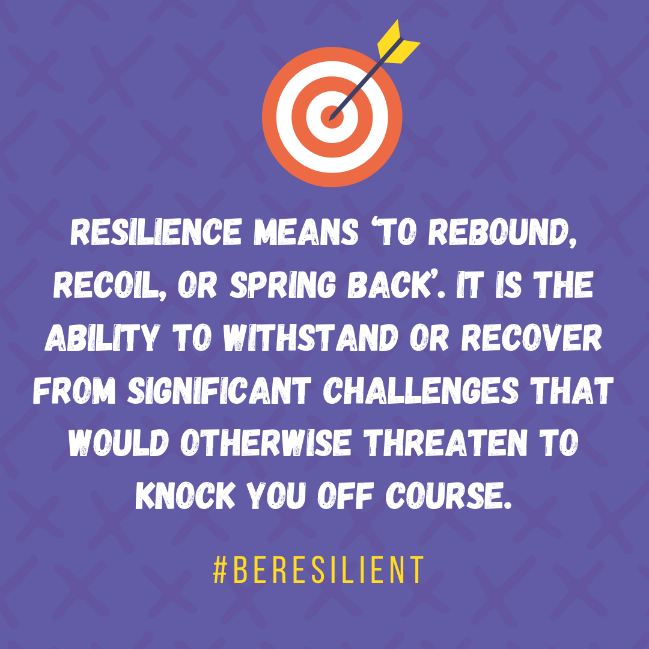 RESILIENCE MEANS ‘TO REBOUND,
RECOIL, OR SPRING BACK’. IT IS THE
ABILITY TO WITHSTAND OR RECOVER
FROM SIGNIFICANT CHALLENGES THAT
WOULD OTHERWISE THREATEN TO
KNOCK YOU OFF COURSE.
#BERESILIENT